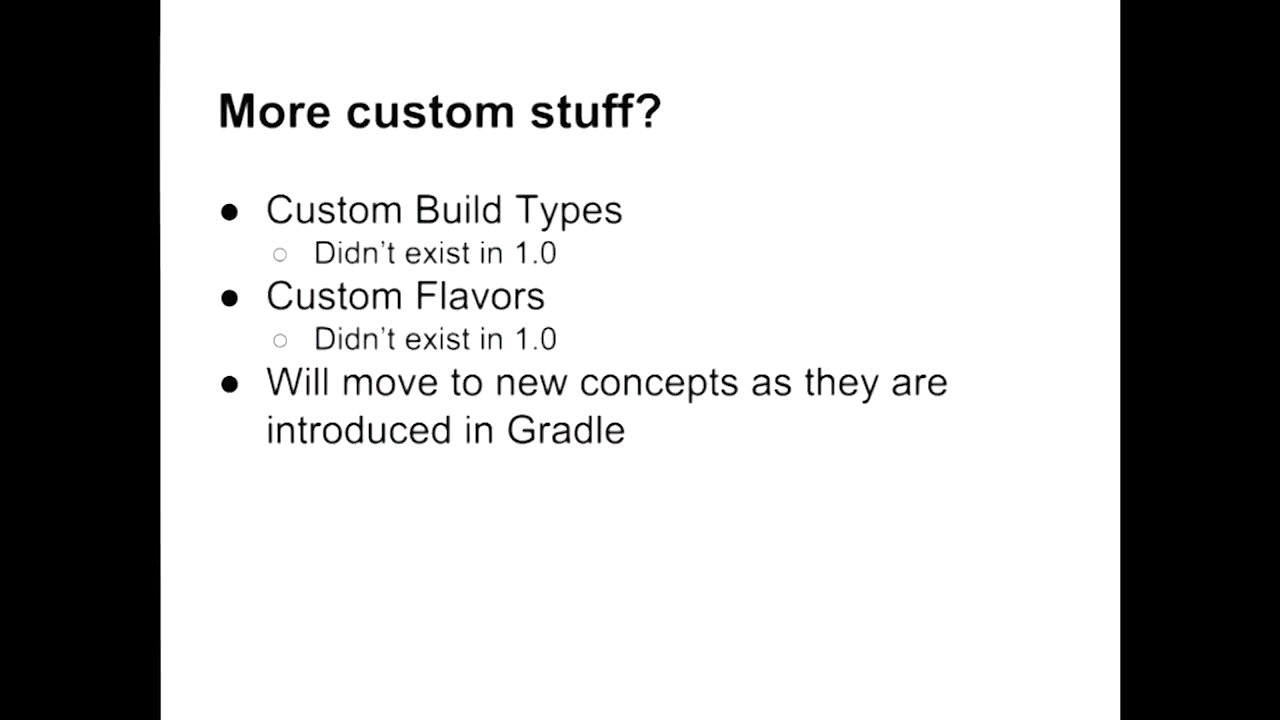 More custom stuff?
● Custom Build Types
○ Didn't exist in 1.0
● Custom Flavors
○ Didn't exist in 1.0
● Will move to new concepts as they are
introduced in Gradle